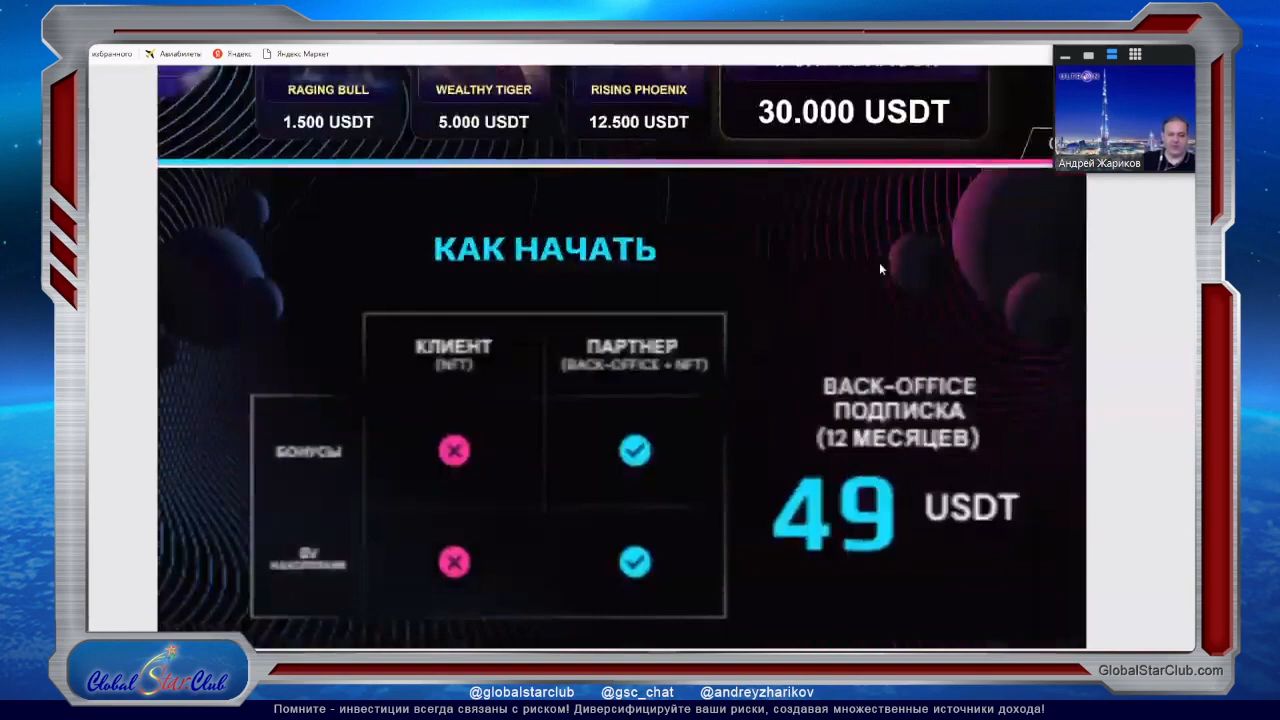 избранного
Авиабилеты
Яндекс
Яндекс Маркет
RAGING BULL
WEALTHY TIGER
RISING PHOENIX
1.500 USDT
5.000 USDT
12.500 USDT
30.000 USDT
ULTRON
Андрей Жариков
КАК НАЧАТЬ
КЛИЕНТ
(NFT)
ПАРТНЕР
(BACK-OFFICE + NFT)
БОНУСЫ
BACK-OFFICE
ПОДПИСКА
(12 МЕСЯЦЕВ)
49 USDT
Global Star Club
GlobalStarClub.com
@globalstarclub
@gsc_chat
@andreyzharikov
Помните - инвестиции всегда связаны с риском! Диверсифицируйте ваши риски, создавая множественные источники дохода!